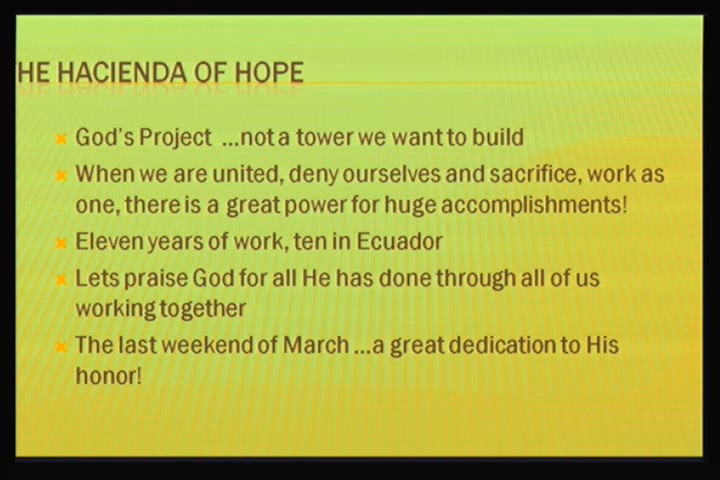 HE HACIENDA OF HOPE
God's Project ...not a tower we want to build
When we are united, deny ourselves and sacrifice, work as
one, there is a great power for huge accomplishments!
Eleven years of work, ten in Ecuador
Lets praise God for all He has done through all of us
working together
The last weekend of March ...a great dedication to His
honor!